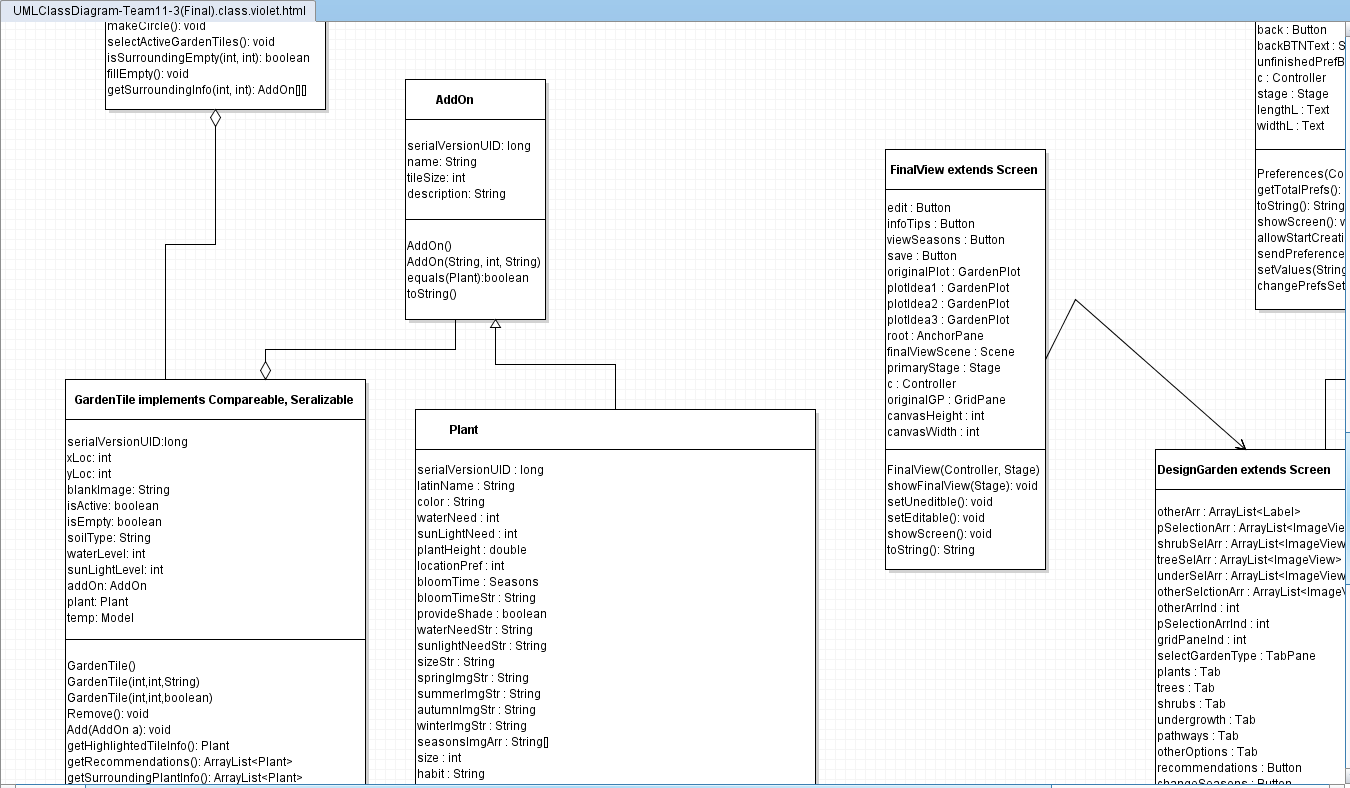 UMLClassDiagram-Team11-3(Final).class.violet.html
makeCircle(): void
selectActiveGardenTiles(): void
isSurroundingEmpty(int, int): boolean
fillEmpty(): void
getSurroundingInfo(int, int): AddOn[][]
AddOn
serialVersionUID: long
name: String
tileSize: int
description: String
AddOn()
AddOn(String, int, String)
equals(Plant):boolean
toString()
GardenTile implements Compareable, Seralizable
serialVersionUID:long
xLoc: int
yLoc: int
blankImage: String
isActive: boolean
isEmpty: boolean
soilType: String
waterLevel: int
sunLightLevel: int
addOn: AddOn
plant: Plant
temp: Model
GardenTile()
GardenTile(int,int,String)
GardenTile(int,int,boolean)
Remove(): void
Add(AddOn a): void
getHighlightedTileInfo(): Plant
getRecommendations(): ArrayList<Plant>
getSurroundingPlantInfo(): ArrayList<Plant>
Plant
serialVersionUID : long
latinName : String
color : String
waterNeed : int
sunLightNeed : int
plantHeight : double
locationPref : int
bloomTime : Seasons
bloomTimeStr : String
provideShade : boolean
waterNeedStr : String
sunlightNeedStr : String
sizeStr : String
springImgStr : String
summerImgStr : String
autumnImgStr : String
winterImgStr : String
seasonsImgArr : String[]
size : int
habit : String
FinalView extends Screen
edit : Button
infoTips : Button
viewSeasons : Button
save : Button
originalPlot : GardenPlot
plotIdea1 : GardenPlot
plotIdea2 : GardenPlot
plotIdea3 : GardenPlot
root : AnchorPane
finalViewScene : Scene
primaryStage : Stage
c : Controller
originalGP : GridPane
canvasHeight : int
canvasWidth : int
FinalView(Controller, Stage)
showFinalView(Stage): void
setUneditble(): void
setEditable(): void
showScreen(): void
toString(): String
back : Button
backBTNText : S
unfinishedPrefB
c : Controller
stage : Stage
lengthL : Text
widthL : Text
Preferences(Co
getTotalPrefs():
toString(): String
showScreen(): v
allowStartCreati
sendPreference
setValues(String
changePrefsSet
DesignGarden extends Screen
otherArr : ArrayList<Label>
pSelectionArr : ArrayList<ImageVie
shrubSelArr : ArrayList<ImageView
treeSelArr : ArrayList<ImageView>
underSelArr : ArrayList<ImageView
otherSelctionArr : ArrayList<ImageV
otherArrInd : int
pSelectionArrInd : int
gridPaneInd : int
selectGardenType : TabPane
plants : Tab
trees : Tab
shrubs : Tab
undergrowth : Tab
pathways : Tab
otherOptions : Tab
recommendations : Button
changeSeasons : Button